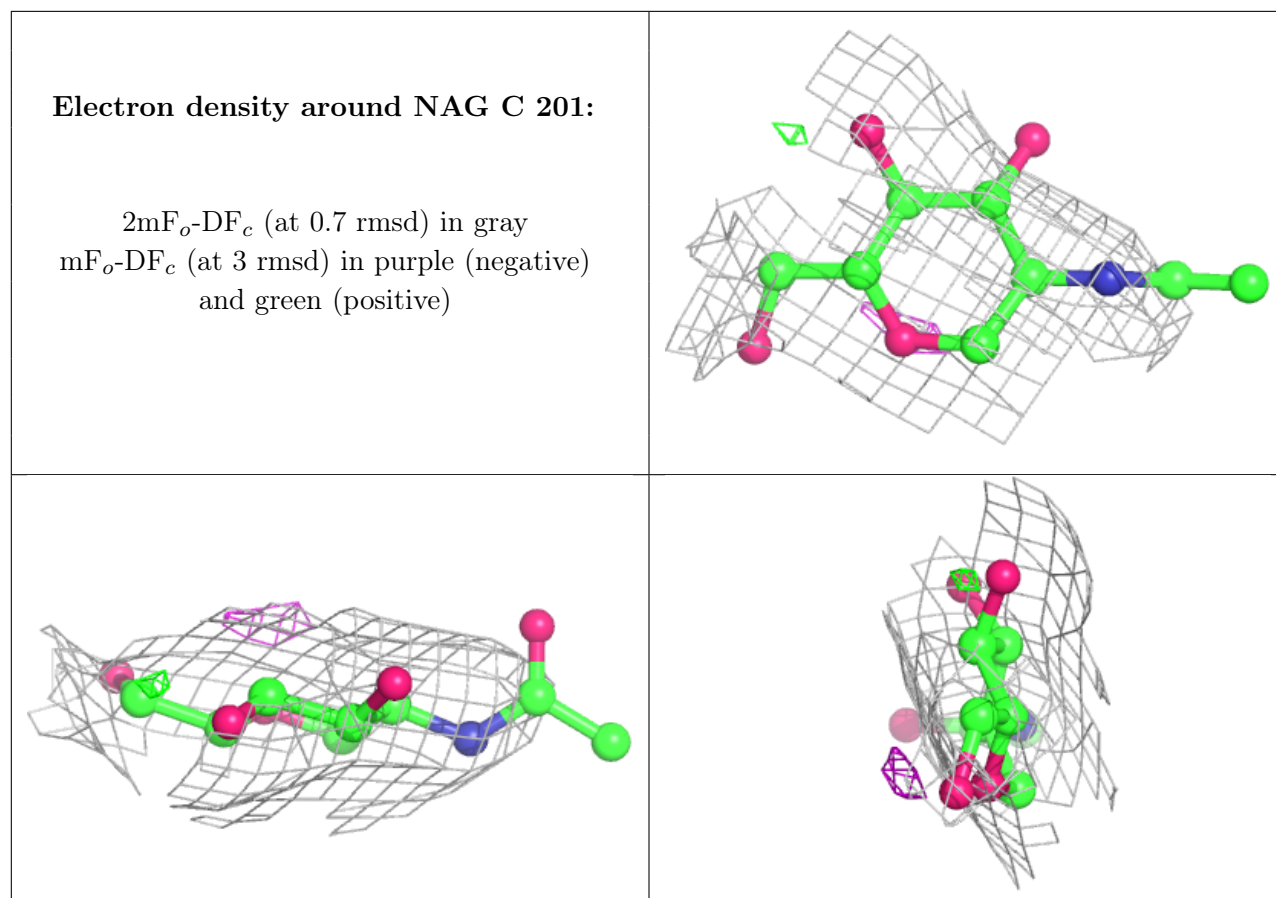 Electron density around NAG C 201:
2mFo-DFc (at 0.7 rmsd) in gray
mFo-DFc (at 3 rmsd) in purple (negative)
and green (positive)